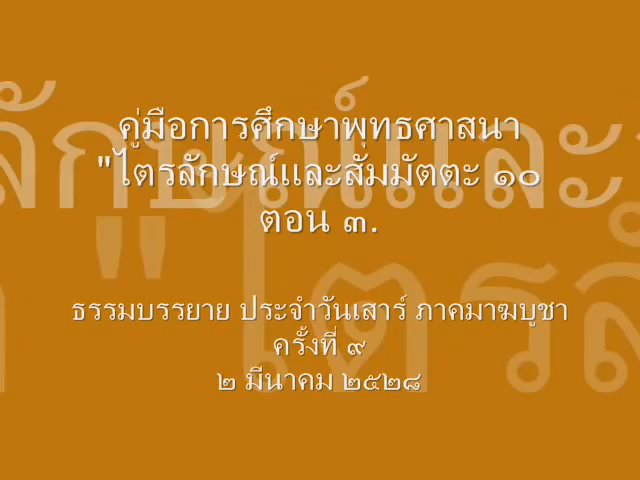 คู่มือการศึกษาพุทธศาสนา
"ไตรลักษณ์และสัมมัตตะ ๑๐
ตอน ๓.
ธรรมบรรยาย ประจำวันเสาร์ ภาคมาฆบูชา
ครั้งที่ ๙
๒ มีนาคม ๒๕๒๘